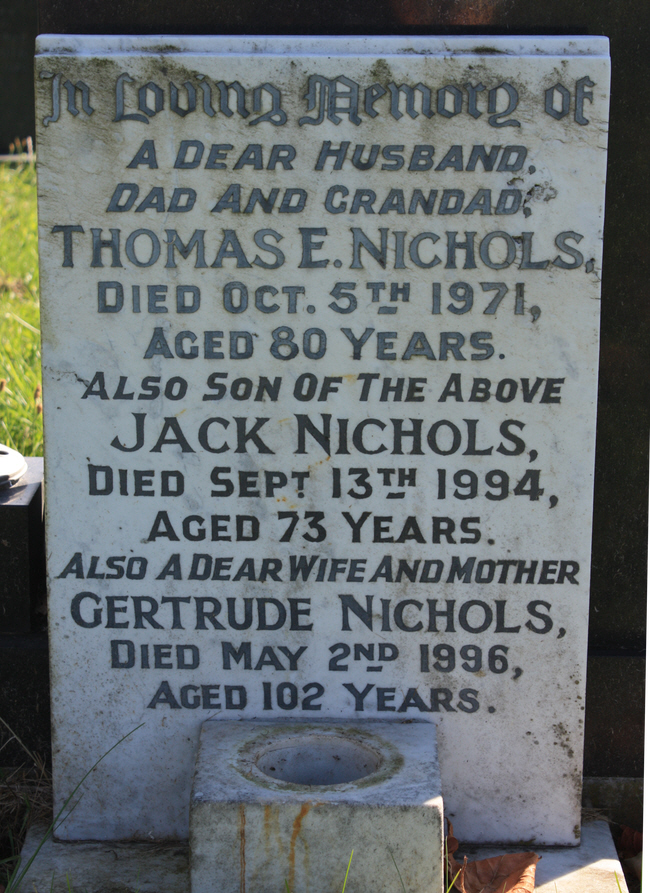 In Loving Memory of
A DEAR HUSBAND,
DAD AND GRANDAD,
THOMAS E. NICHOLS,
DIED OCT. 5TH 1971,
AGED 80 YEARS.
ALSO SON OF THE ABOVE
JACK NICHOLS,
DIED SEPT 13TH 1994,
AGED 73 YEARS.
ALSO A DEAR WIFE AND MOTHER
GERTRUDE NICHOLS,
DIED MAY 2ND 1996,
AGED 102 YEARS.